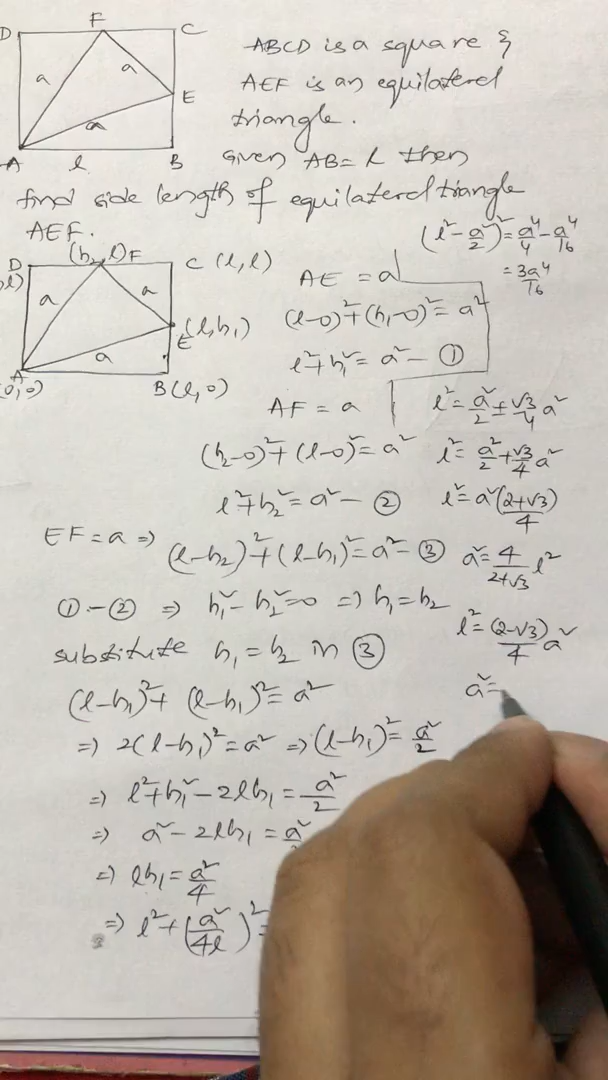 D F C
a a
E
a
A l B
ABCD is a square &
AEF is an equilateral
triangle.
Given AB = l then
find side length of equilateral triangle
AEF.
(h₂, l) F
D C (l, l)
l)
a a
E (l, h₁)
a
A
(0, 0) B (l, 0)
AE = a
(l-0)² + (h₁-0)² = a²
l² + h₁² = a² — ①
AF = a
(h₂-0)² + (l-0)² = a²
l² + h₂² = a² — ②
EF = a ⇒
(l-h₂)² + (l-h₁)² = a² — ③
① - ② ⇒ h₁² - h₂² = 0 ⇒ h₁ = h₂
substitute h₁ = h₂ in ③
(l-h₁)² + (l-h₁)² = a²
⇒ 2(l-h₁)² = a² ⇒ (l-h₁)² = a²/2
⇒ l² + h₁² - 2lh₁ = a²/2
⇒ a² - 2lh₁ = a²/
⇒ lh₁ = a²/4
⇒ l² + (a²/4l)² =
(l² - a²/2)² = a⁴/4 - a⁴/16
= 3a⁴/16
l² = a²/2 ± √3/4 a²
l² = a²/2 + √3/4 a²
l² = a² (2+√3)/4
a² = 4/2+√3 l²
l² = (2-√3)/4 a²
a² =